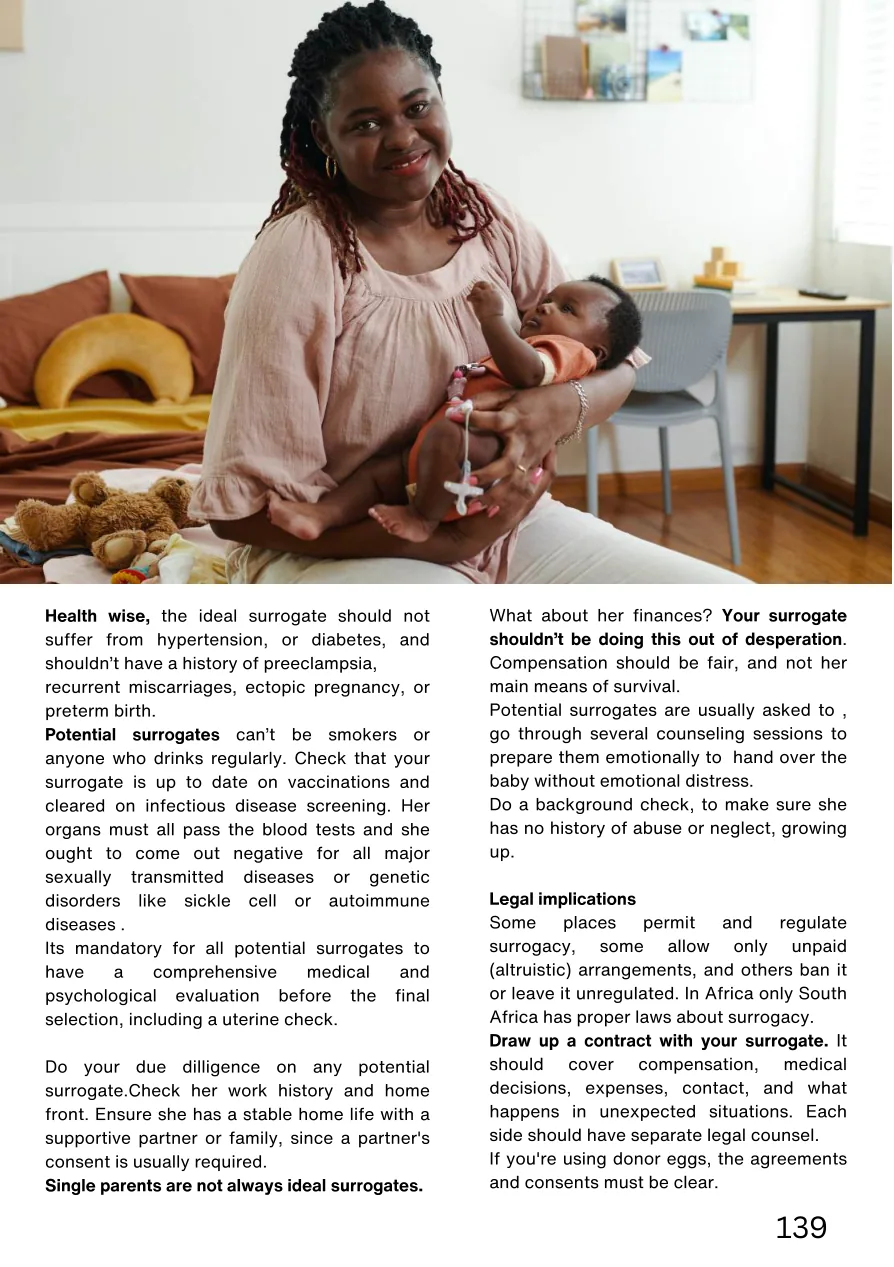 Health wise, the ideal surrogate should not
suffer from hypertension, or diabetes, and
shouldn’t have a history of preeclampsia,
recurrent miscarriages, ectopic pregnancy, or
preterm birth.
Potential surrogates can’t be smokers or
anyone who drinks regularly. Check that your
surrogate is up to date on vaccinations and
cleared on infectious disease screening. Her
organs must all pass the blood tests and she
ought to come out negative for all major
sexually transmitted diseases or genetic
disorders like sickle cell or autoimmune
diseases .
Its mandatory for all potential surrogates to
have a comprehensive medical and
psychological evaluation before the final
selection, including a uterine check.
Do your due dilligence on any potential
surrogate.Check her work history and home
front. Ensure she has a stable home life with a
supportive partner or family, since a partner's
consent is usually required.
Single parents are not always ideal surrogates.
What about her finances? Your surrogate
shouldn’t be doing this out of desperation.
Compensation should be fair, and not her
main means of survival.
Potential surrogates are usually asked to ,
go through several counseling sessions to
prepare them emotionally to  hand over the
baby without emotional distress.
Do a background check, to make sure she
has no history of abuse or neglect, growing
up.
Legal implications
Some places permit and regulate
surrogacy, some allow only unpaid
(altruistic) arrangements, and others ban it
or leave it unregulated. In Africa only South
Africa has proper laws about surrogacy.
Draw up a contract with your surrogate. It
should cover compensation, medical
decisions, expenses, contact, and what
happens in unexpected situations. Each
side should have separate legal counsel.
If you're using donor eggs, the agreements
and consents must be clear.
139